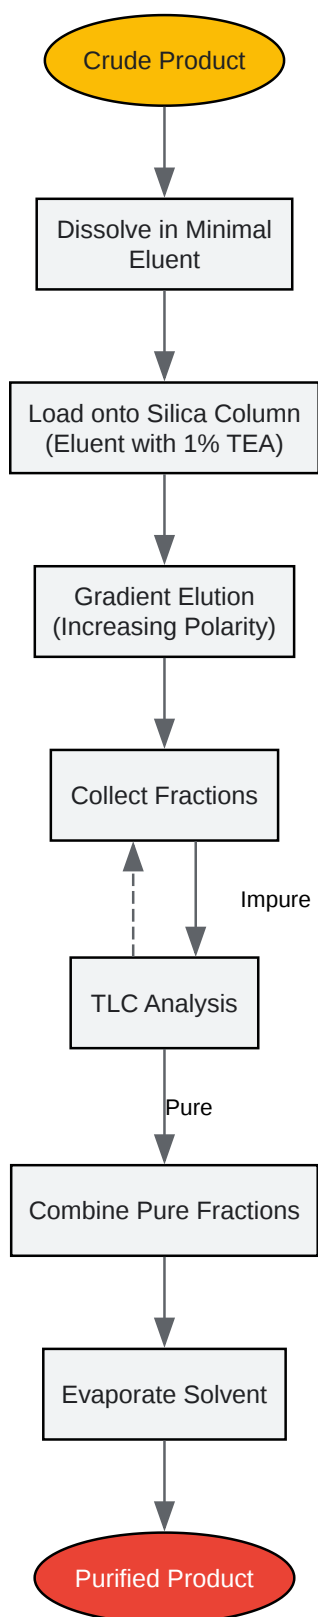 Crude Product
Dissolve in Minimal
Eluent
Load onto Silica Column
(Eluent with 1% TEA)
Gradient Elution
(Increasing Polarity)
Collect Fractions
Impure
TLC Analysis
Pure
Combine Pure Fractions
Evaporate Solvent
Purified Product